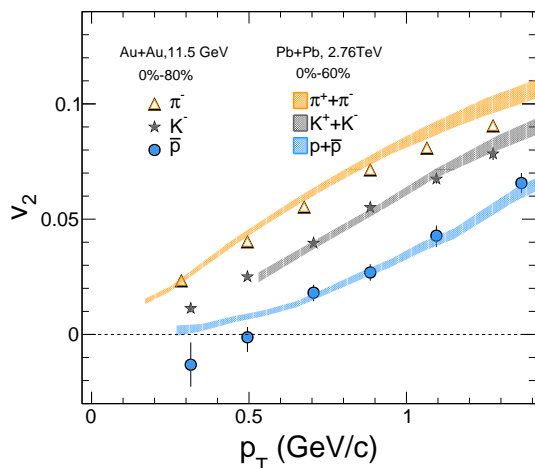 Au+Au,11.5 GeV
0%-80%
π⁻
K⁻
p̅
Pb+Pb, 2.76TeV
0%-60%
π⁺+π⁻
K⁺+K⁻
p+p̅
0.1
0.05
0
v₂
0
0.5
1
p_T (GeV/c)